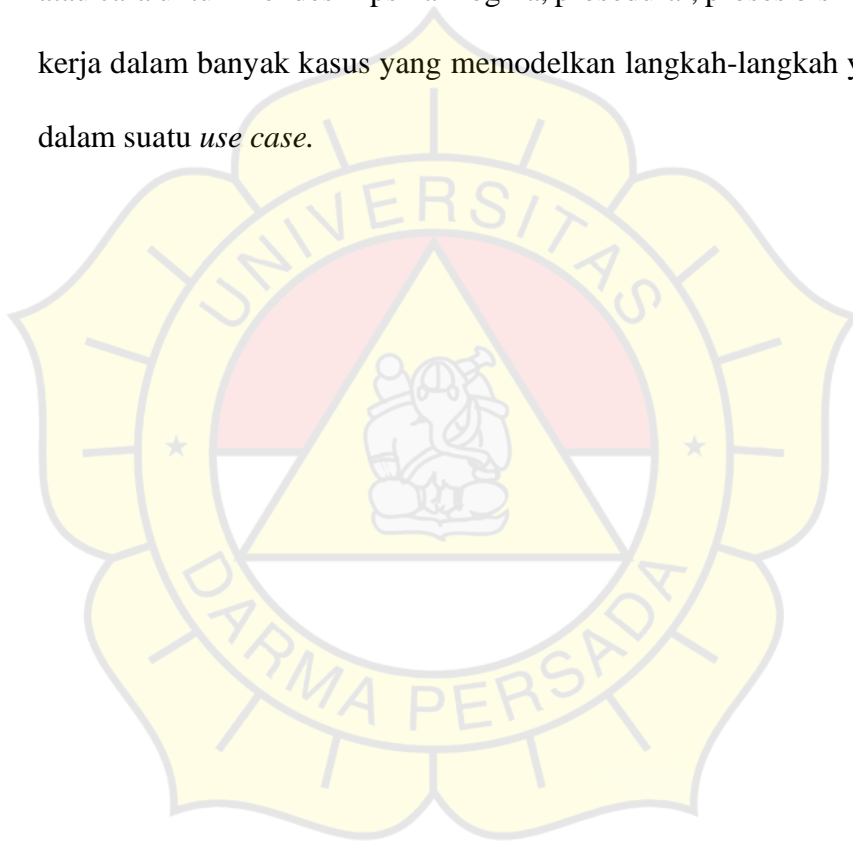 kerja dalam banyak kasus yang memodelkan langkah-langkah
dalam suatu use case.
UNIVERSITAS
DARMA PERSADA